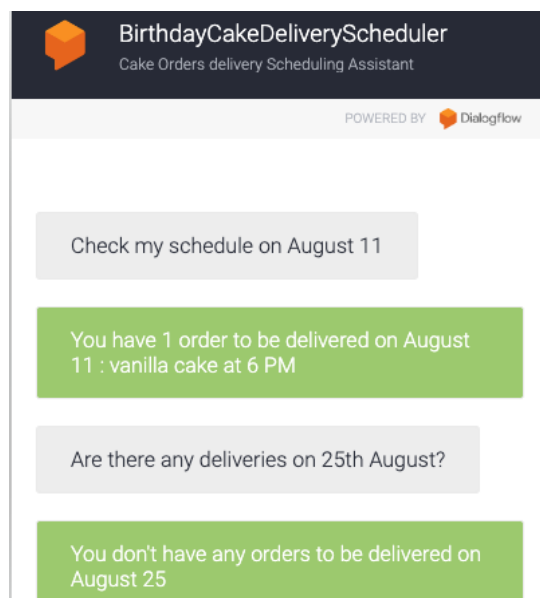 BirthdayCakeDeliveryScheduler
Cake Orders delivery Scheduling Assistant
POWERED BY Dialogflow
Check my schedule on August 11
You have 1 order to be delivered on August
11 : vanilla cake at 6 PM
Are there any deliveries on 25th August?
You don't have any orders to be delivered on
August 25